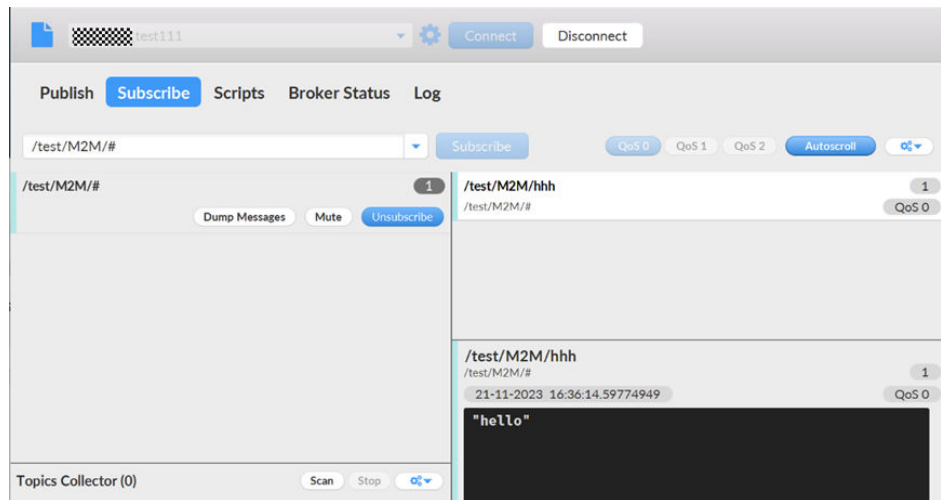 test111 Connect Disconnect
Publish Subscribe Scripts Broker Status Log
/test/M2M/# Subscribe QoS 0 QoS 1 QoS 2 Autoscroll
/test/M2M/# 1
Dump Messages Mute Unsubscribe
/test/M2M/hhh 1
/test/M2M/# QoS 0
/test/M2M/hhh
/test/M2M/# 1
21-11-2023 16:36:14.59774949 QoS 0
"hello"
Topics Collector (0) Scan Stop